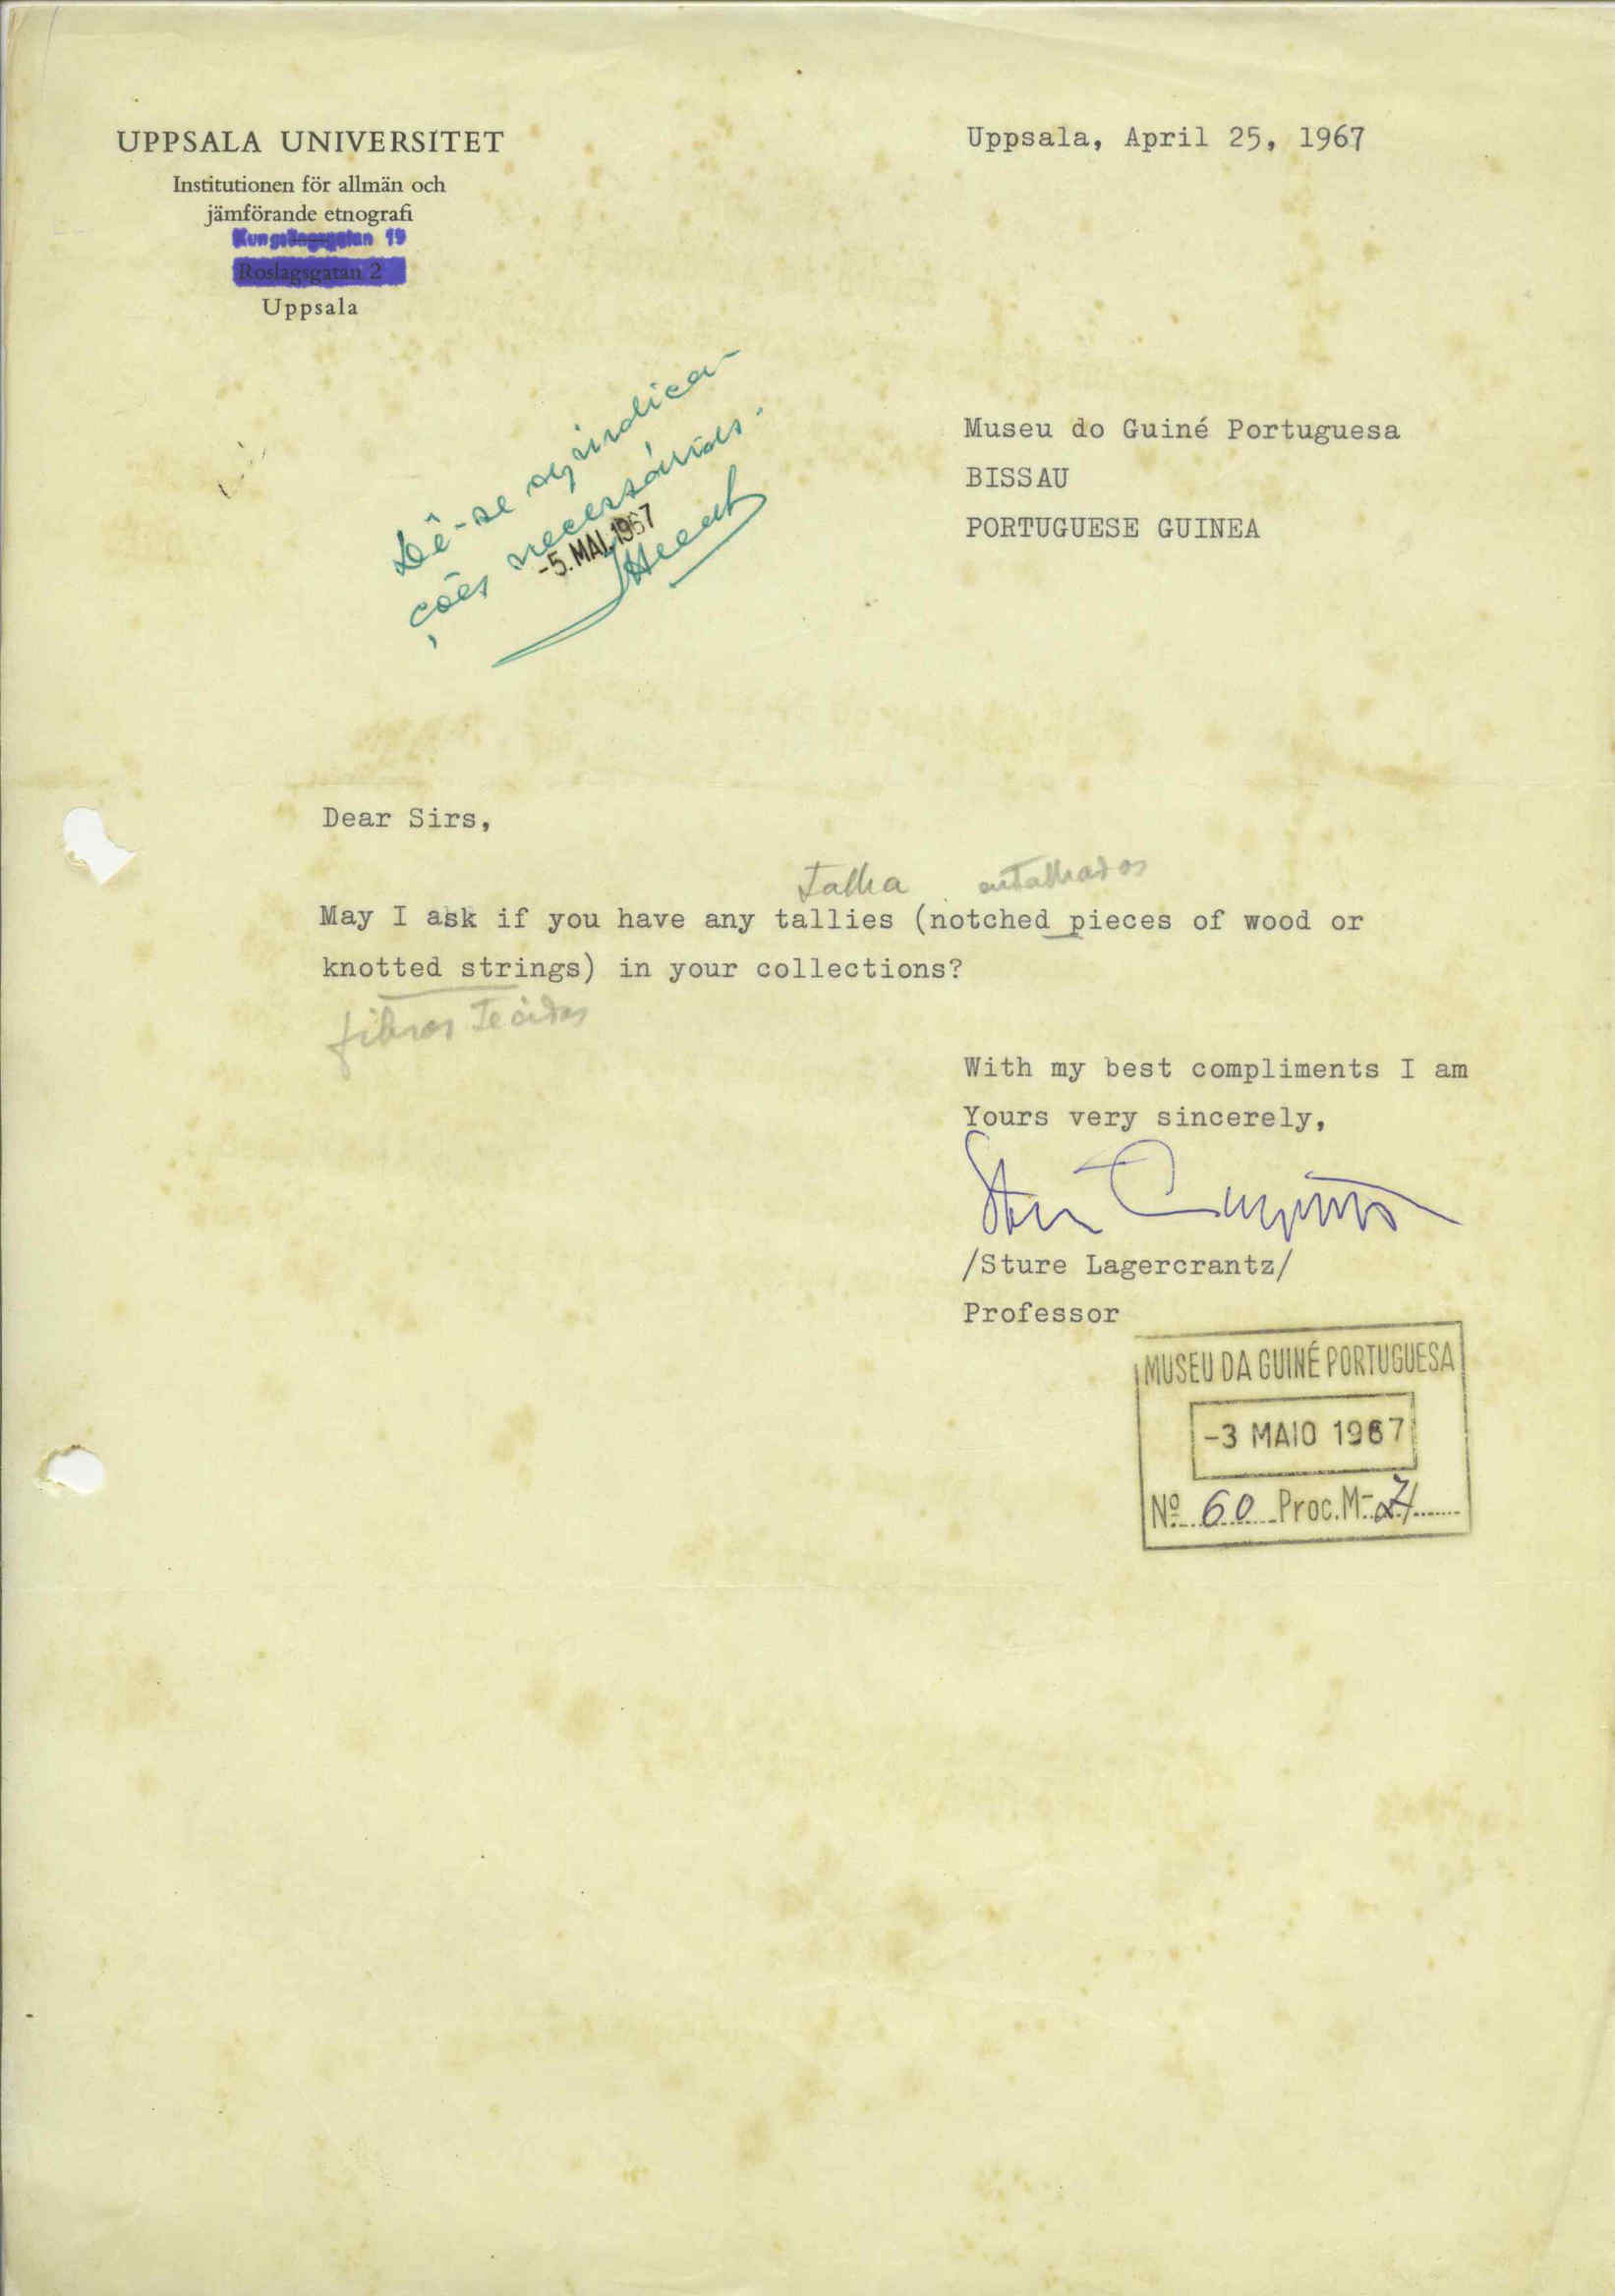 UPPSALA UNIVERSITET
Institutionen för allmän och
jämförande etnografi
19
Roslagsgatan 2
Uppsala
Uppsala, April 25, 1967
Dê-se as indica-
ções necessárias.
-5. MAI. 1967
Museu do Guiné Portuguesa
BISSAU
PORTUGUESE GUINEA
Dear Sirs,
Talha entalhados
May I ask if you have any tallies (notched pieces of wood or
knotted strings) in your collections?
fibras Tecidas
With my best compliments I am
Yours very sincerely,
/Sture Lagercrantz/
Professor
MUSEU DA GUINÉ PORTUGUESA
-3 MAIO 1967
Nº 60 Proc. M-